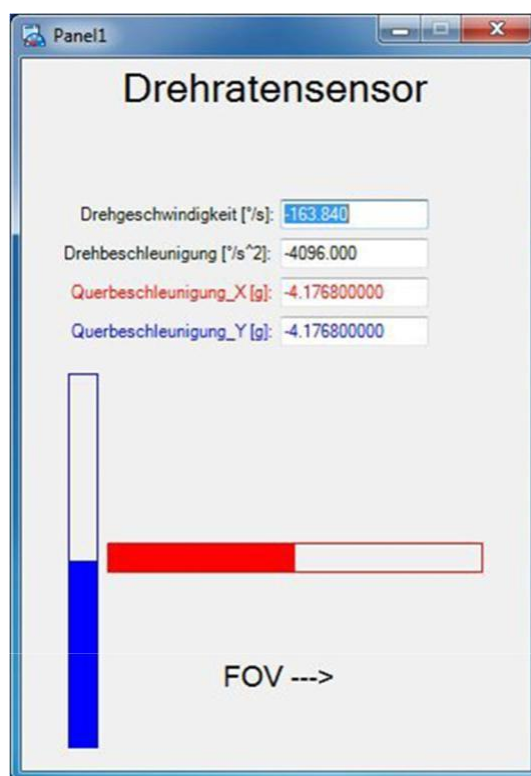 Panel1
Drehratensensor
Drehgeschwindigkeit [°/s]: -163.840
Drehbeschleunigung [°/s^2]: -4096.000
Querbeschleunigung_X [g]: -4.176800000
Querbeschleunigung_Y [g]: -4.176800000
FOV --->